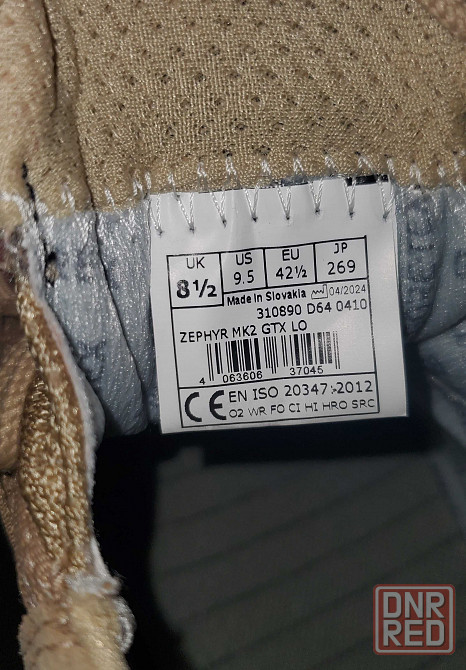 UK US EU JP
8½ 9.5 42½ 269
Made in Slovakia 04/2024
310890 D64 0410
ZEPHYR MK2 GTX LO
4 063606 37045
CE EN ISO 20347:2012
O2 WR FO CI HI HRO SRC
DNR
RED